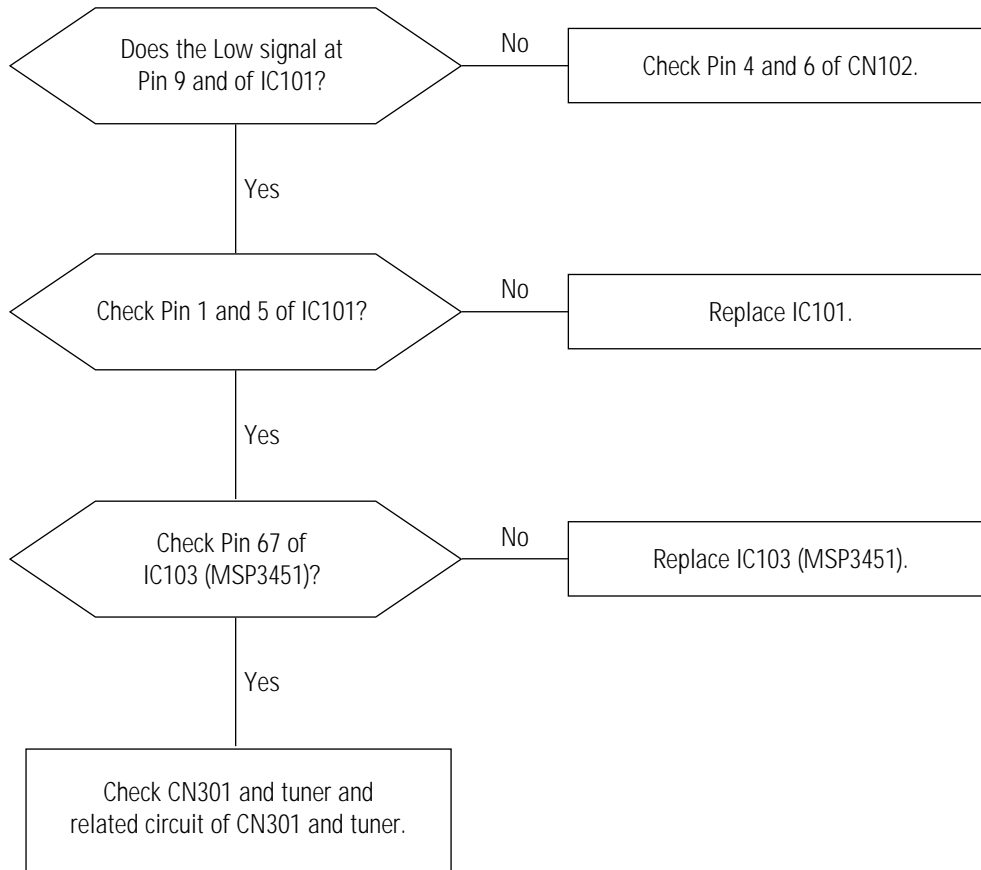 Does the Low signal at
Pin 9 and of IC101?
No
Check Pin 4 and 6 of CN102.
Yes
Check Pin 1 and 5 of IC101?
No
Replace IC101.
Yes
Check Pin 67 of
IC103 (MSP3451)?
No
Replace IC103 (MSP3451).
Yes
Check CN301 and tuner and
related circuit of CN301 and tuner.